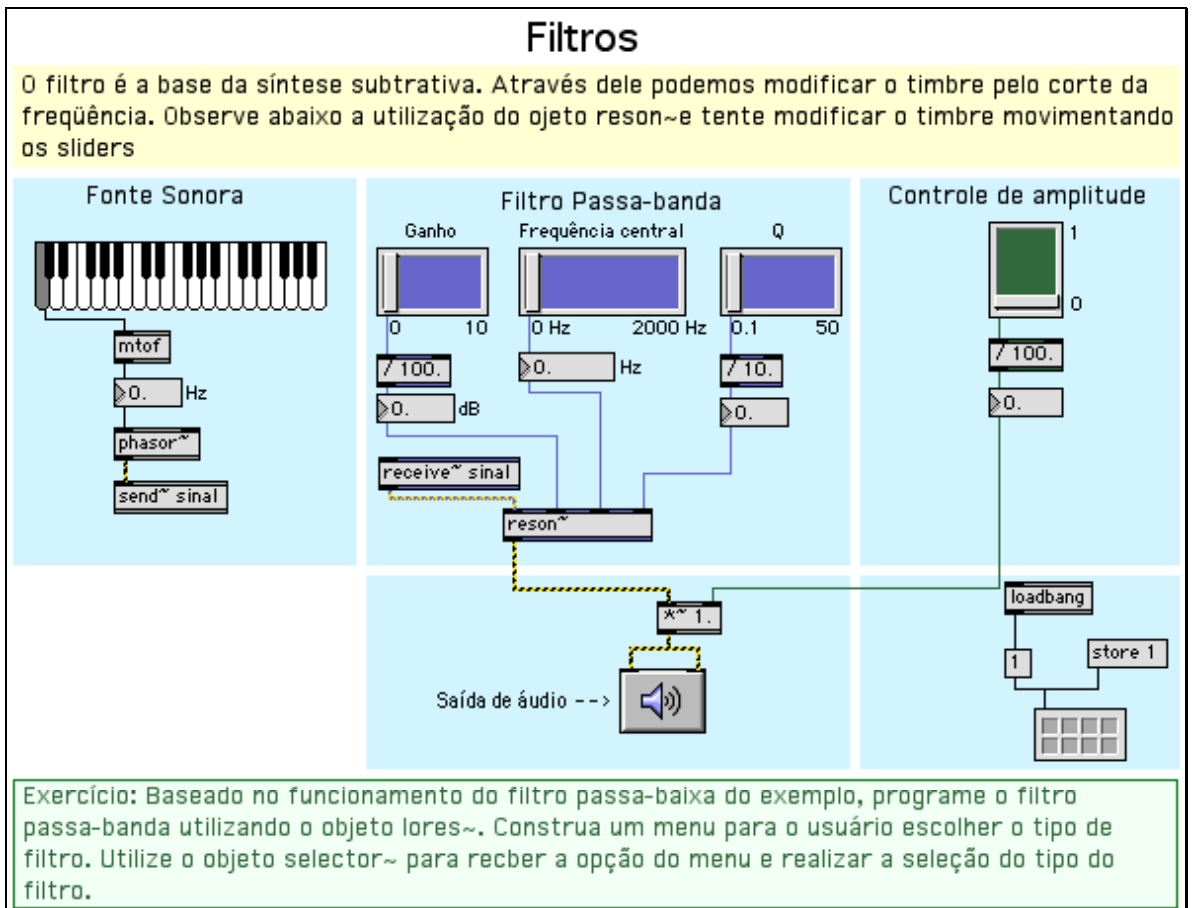 Filtros
O filtro é a base da síntese subtrativa. Através dele podemos modificar o timbre pelo corte da
freqüência. Observe abaixo a utilização do ojeto reson~e tente modificar o timbre movimentando
os sliders
Fonte Sonora
mtof
0.
Hz
phasor~
send~ sinal
Filtro Passa-banda
Ganho
Frequência central
Q
0
10
0 Hz
2000 Hz
0.1
50
/ 100.
0.
Hz
/ 10.
0.
dB
0.
receive~ sinal
reson~
Controle de amplitude
1
0
/ 100.
0.
*~ 1.
Saída de áudio -->
loadbang
1
store 1
Exercício: Baseado no funcionamento do filtro passa-baixa do exemplo, programe o filtro
passa-banda utilizando o objeto lores~. Construa um menu para o usuário escolher o tipo de
filtro. Utilize o objeto selector~ para recber a opção do menu e realizar a seleção do tipo do
filtro.